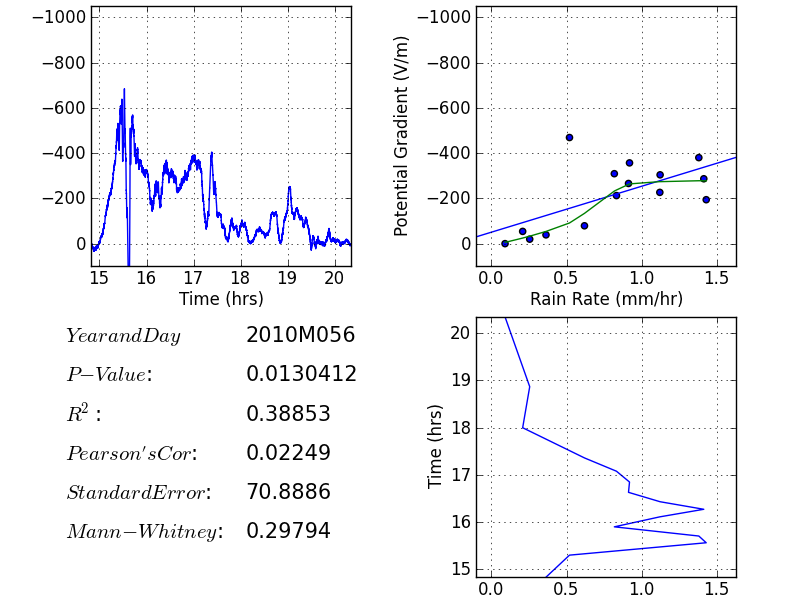 −1000
−800
−600
−400
−200
0
15 16 17 18 19 20
Time (hrs)
Potential Gradient (V/m)
−1000
−800
−600
−400
−200
0
0.0 0.5 1.0 1.5
Rain Rate (mm/hr)
YearandDay 2010M056
P−Value: 0.0130412
R² : 0.38853
Pearson'sCor: 0.02249
StandardError: 70.8886
Mann−Whitney: 0.29794
Time (hrs)
20
19
18
17
16
15
0.0 0.5 1.0 1.5